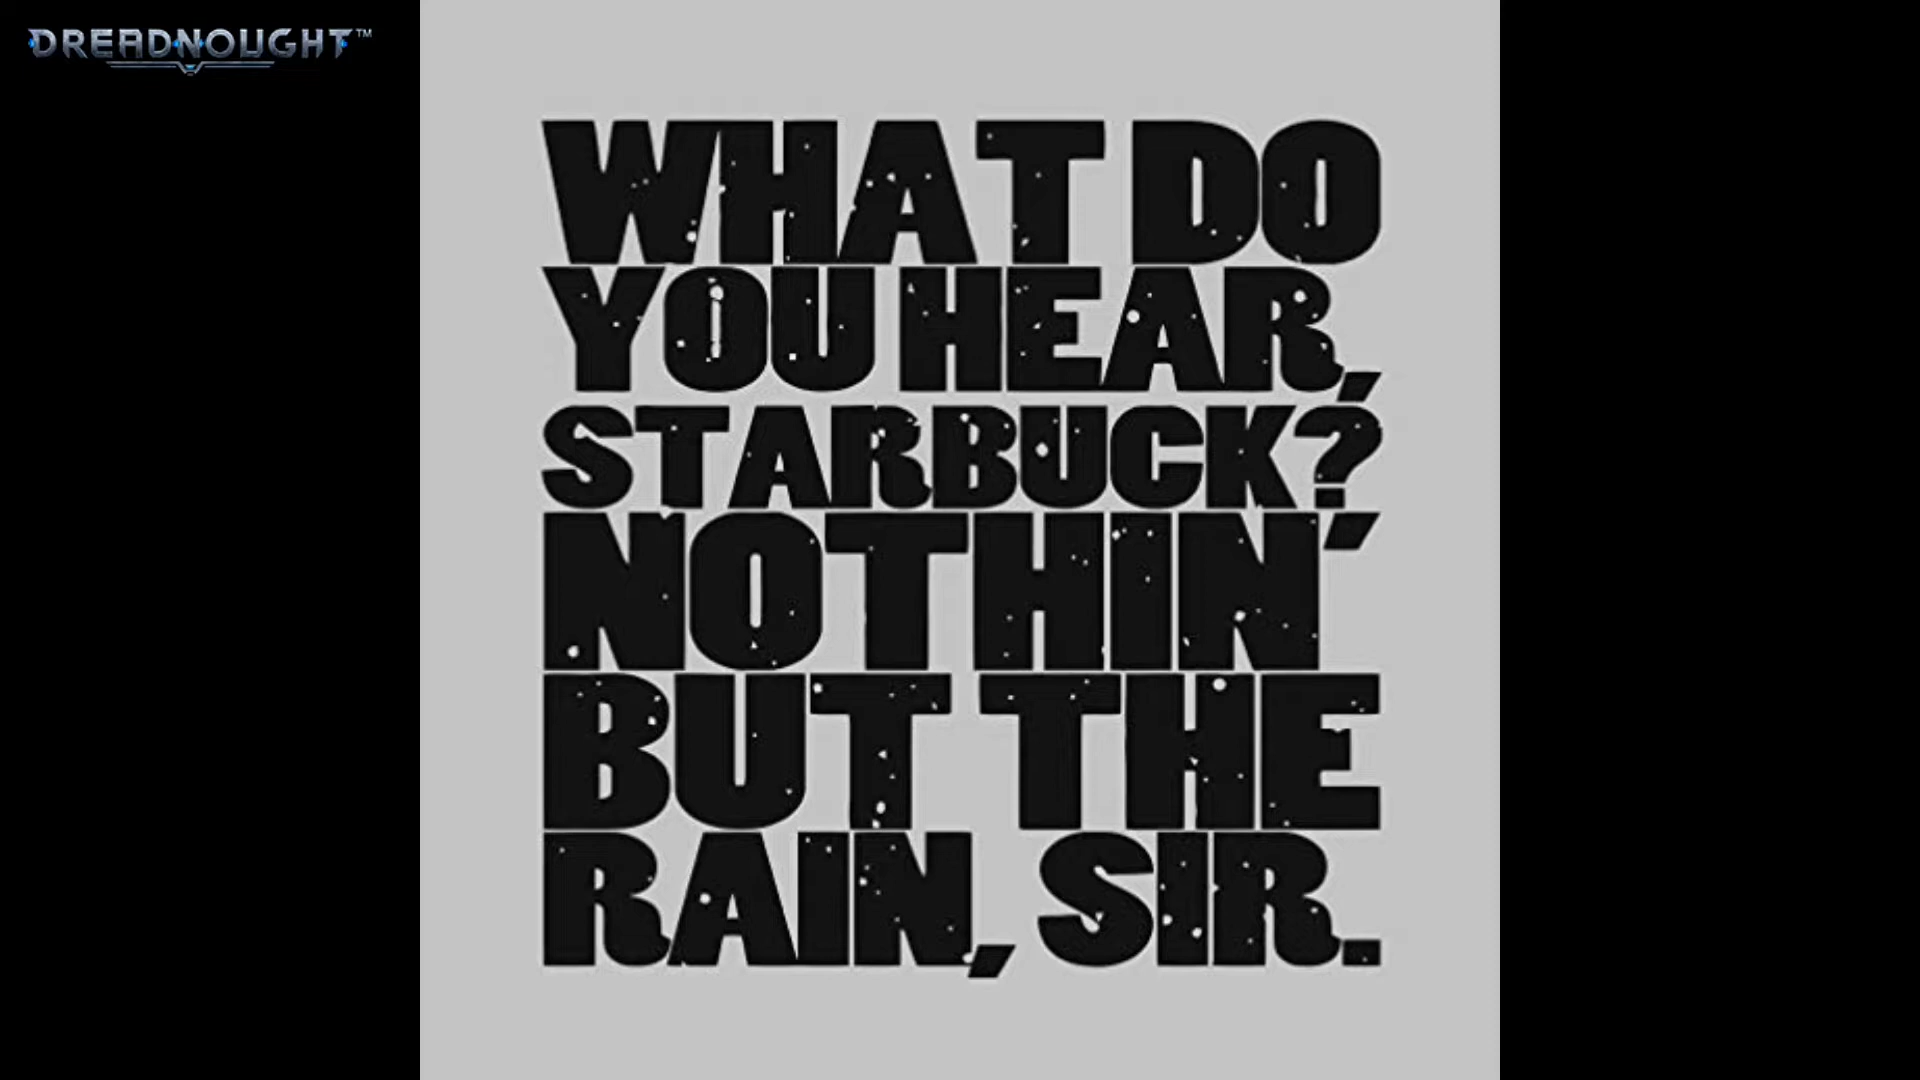 DREADNOUGHT™
WHAT DO
YOU HEAR,
STARBUCK?
NOTHIN'
BUT THE
RAIN, SIR.